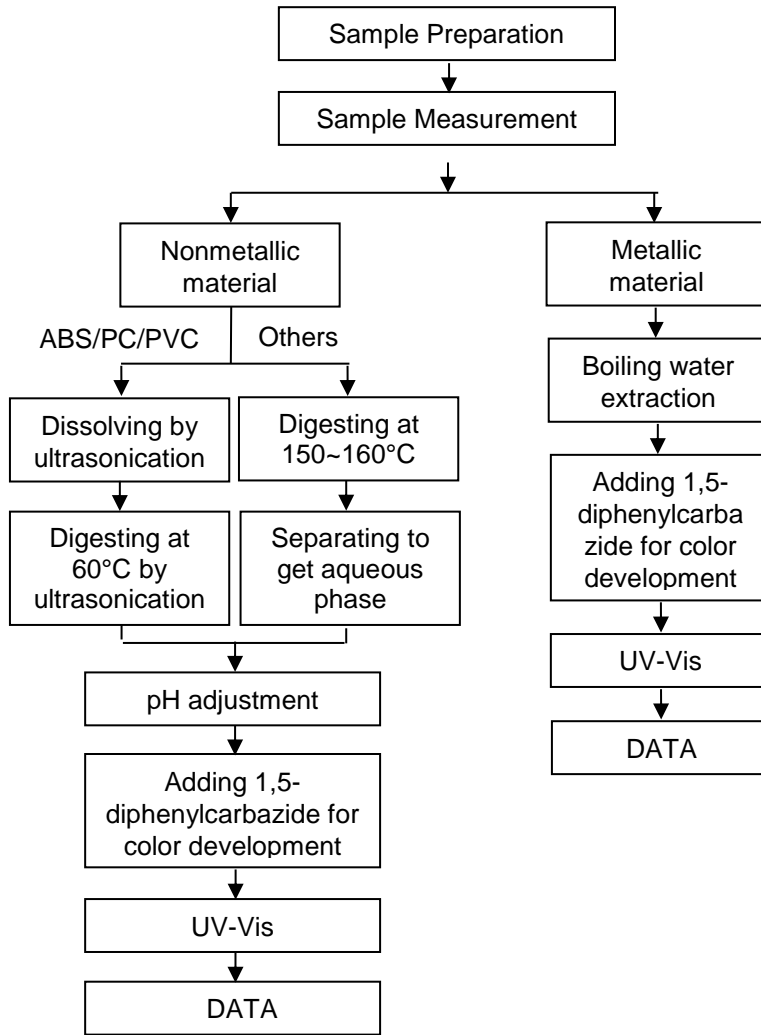 Sample Preparation
Sample Measurement
Nonmetallic
material
Metallic
material
ABS/PC/PVC
Others
Dissolving by
ultrasonication
Digesting at
150~160°C
Boiling water
extraction
Digesting at
60°C by
ultrasonication
Separating to
get aqueous
phase
Adding 1,5-
diphenylcarba
zide for color
development
pH adjustment
UV-Vis
DATA
Adding 1,5-
diphenylcarbazide for
color development
UV-Vis
DATA